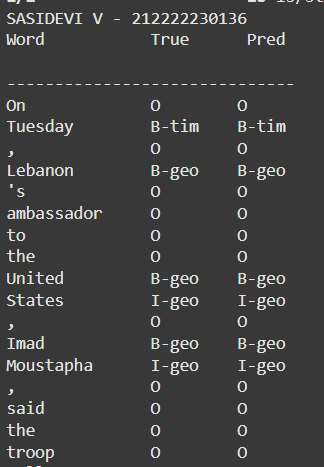 SASIDEVI V - 212222230136
Word True Pred
------------------------------
On O O
Tuesday B-tim B-tim
, O O
Lebanon B-geo B-geo
's O O
ambassador O O
to O O
the O O
United B-geo B-geo
States I-geo I-geo
, O O
Imad B-geo B-geo
Moustapha I-geo I-geo
, O O
said O O
the O O
troop O O